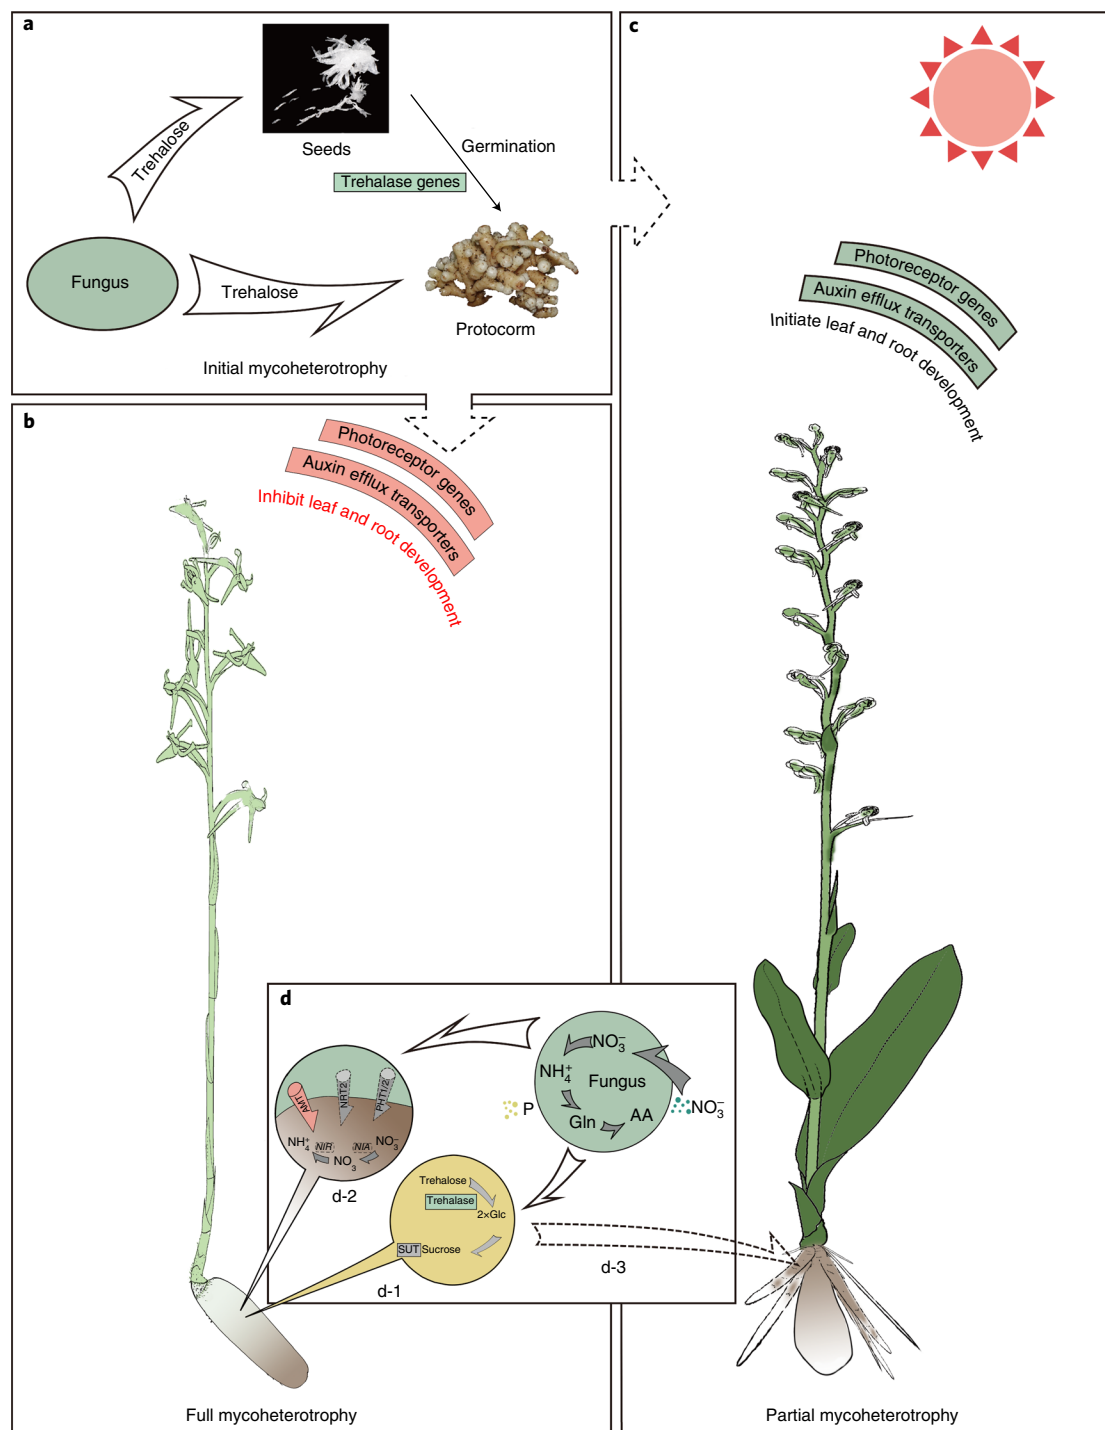 a
Trehalose
Seeds
Germination
Trehalase genes
Fungus
Trehalose
Protocorm
Initial mycoheterotrophy
b
Photoreceptor genes
Auxin efflux transporters
Inhibit leaf and root development
Full mycoheterotrophy
c
Photoreceptor genes
Auxin efflux transporters
Initiate leaf and root development
Partial mycoheterotrophy
d
NO₃⁻
NH₄⁺
Fungus
Gln
AA
P
NO₃⁻
AMT
NRT2
PHT1/2
NH₄⁺
NIR
NO₃
NIA
NO₃⁻
d-2
Trehalose
Trehalase
2×Glc
SUT
Sucrose
d-1
d-3